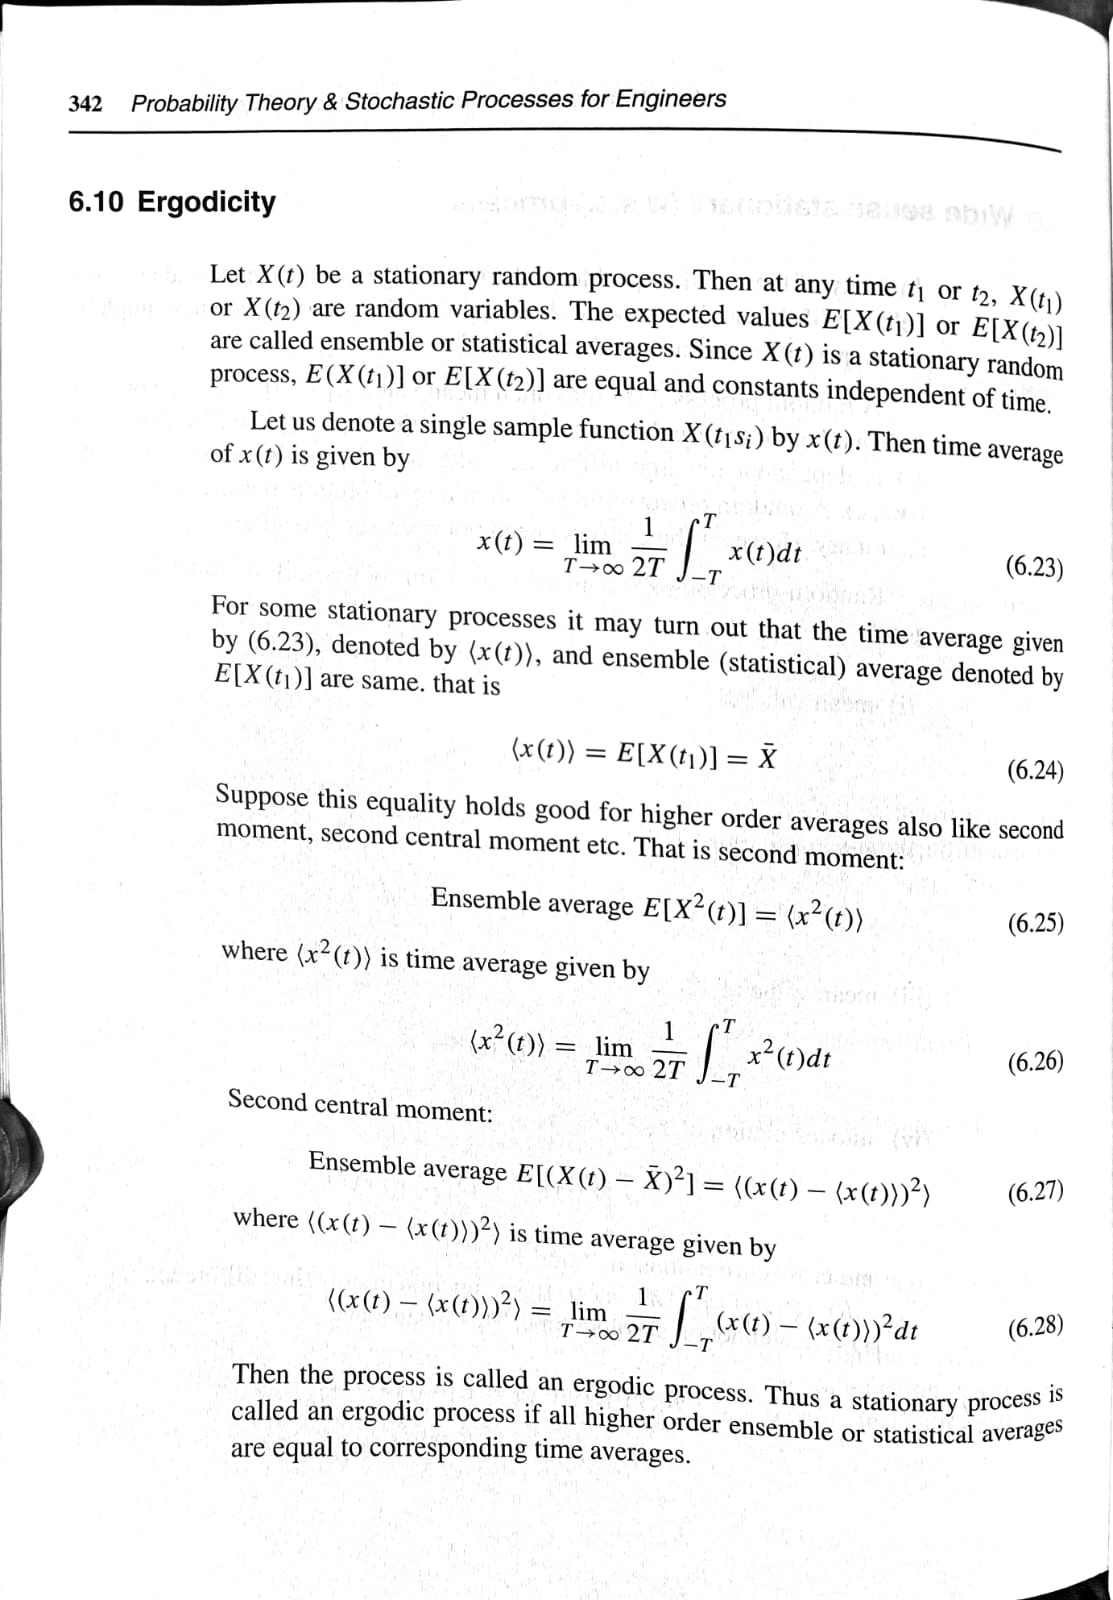 342 Probability Theory & Stochastic Processes for Engineers
6.10 Ergodicity
Let X(t) be a stationary random process. Then at any time t₁ or t₂, X(t₁)
or X(t₂) are random variables. The expected values E[X(t₁)] or E[X(t₂)]
are called ensemble or statistical averages. Since X(t) is a stationary random
process, E(X(t₁)] or E[X(t₂)] are equal and constants independent of time.
Let us denote a single sample function X(t₁sᵢ) by x(t). Then time average
of x(t) is given by
x(t) = lim_{T→∞} 1/2T ∫_{−T}^{T} x(t)dt (6.23)
For some stationary processes it may turn out that the time average given
by (6.23), denoted by ⟨x(t)⟩, and ensemble (statistical) average denoted by
E[X(t₁)] are same. that is
⟨x(t)⟩ = E[X(t₁)] = X̄ (6.24)
Suppose this equality holds good for higher order averages also like second
moment, second central moment etc. That is second moment:
Ensemble average E[X²(t)] = ⟨x²(t)⟩ (6.25)
where ⟨x²(t)⟩ is time average given by
⟨x²(t)⟩ = lim_{T→∞} 1/2T ∫_{−T}^{T} x²(t)dt (6.26)
Second central moment:
Ensemble average E[(X(t) − X̄)²] = ⟨(x(t) − ⟨x(t)⟩)²⟩ (6.27)
where ⟨(x(t) − ⟨x(t)⟩)²⟩ is time average given by
⟨(x(t) − ⟨x(t)⟩)²⟩ = lim_{T→∞} 1/2T ∫_{−T}^{T} (x(t) − ⟨x(t)⟩)²dt (6.28)
Then the process is called an ergodic process. Thus a stationary process is
called an ergodic process if all higher order ensemble or statistical averages
are equal to corresponding time averages.